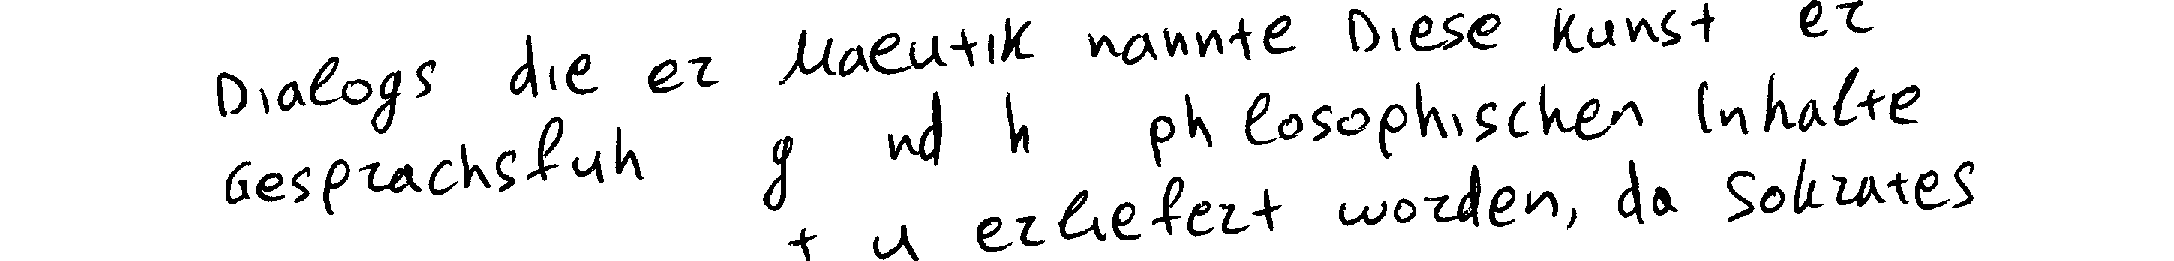 Dialogs die er Maeutik nannte Diese Kunst er
Gesprachsfuh g nd h ph losophischen Inhalte
t u erliefert worden, da Sokrates